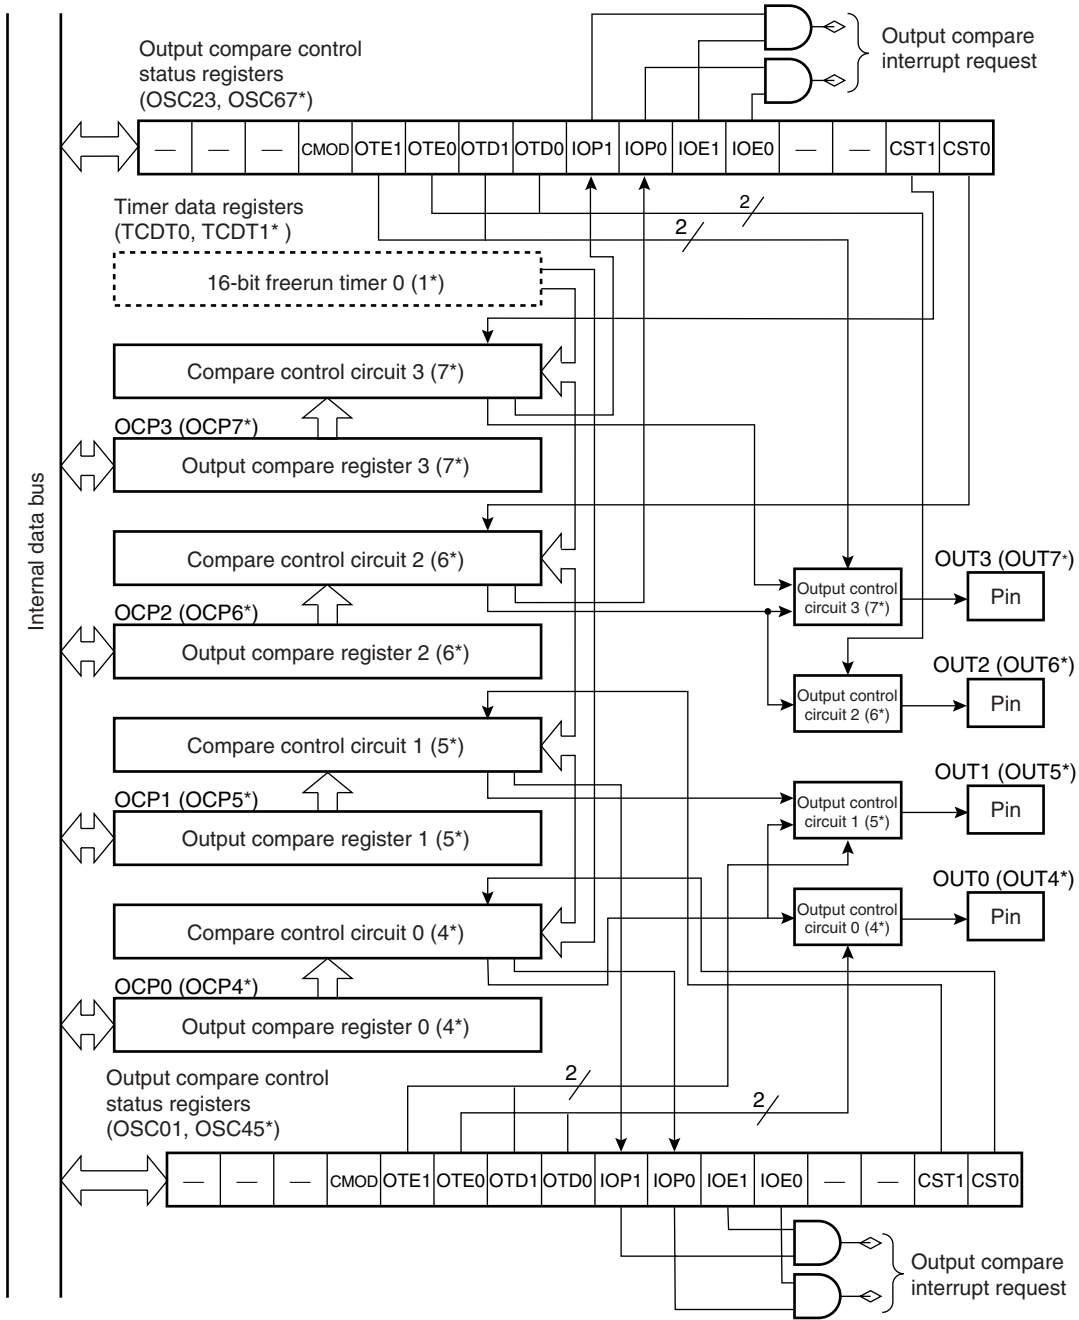 Output compare control
status registers
(OSC23, OSC67*)
Output compare
interrupt request
— — — CMOD OTE1 OTE0 OTD1 OTD0 IOP1 IOP0 IOE1 IOE0 — — CST1 CST0
2
2
Timer data registers
(TCDT0, TCDT1* )
16-bit freerun timer 0 (1*)
Compare control circuit 3 (7*)
OCP3 (OCP7*)
Output compare register 3 (7*)
Internal data bus
Compare control circuit 2 (6*)
OCP2 (OCP6*)
Output compare register 2 (6*)
Output control
circuit 3 (7*)
OUT3 (OUT7*)
Pin
Output control
circuit 2 (6*)
OUT2 (OUT6*)
Pin
Compare control circuit 1 (5*)
OCP1 (OCP5*)
Output compare register 1 (5*)
Output control
circuit 1 (5*)
OUT1 (OUT5*)
Pin
Compare control circuit 0 (4*)
OCP0 (OCP4*)
Output compare register 0 (4*)
Output control
circuit 0 (4*)
OUT0 (OUT4*)
Pin
Output compare control
status registers
(OSC01, OSC45*)
2
2
— — — CMOD OTE1 OTE0 OTD1 OTD0 IOP1 IOP0 IOE1 IOE0 — — CST1 CST0
Output compare
interrupt request